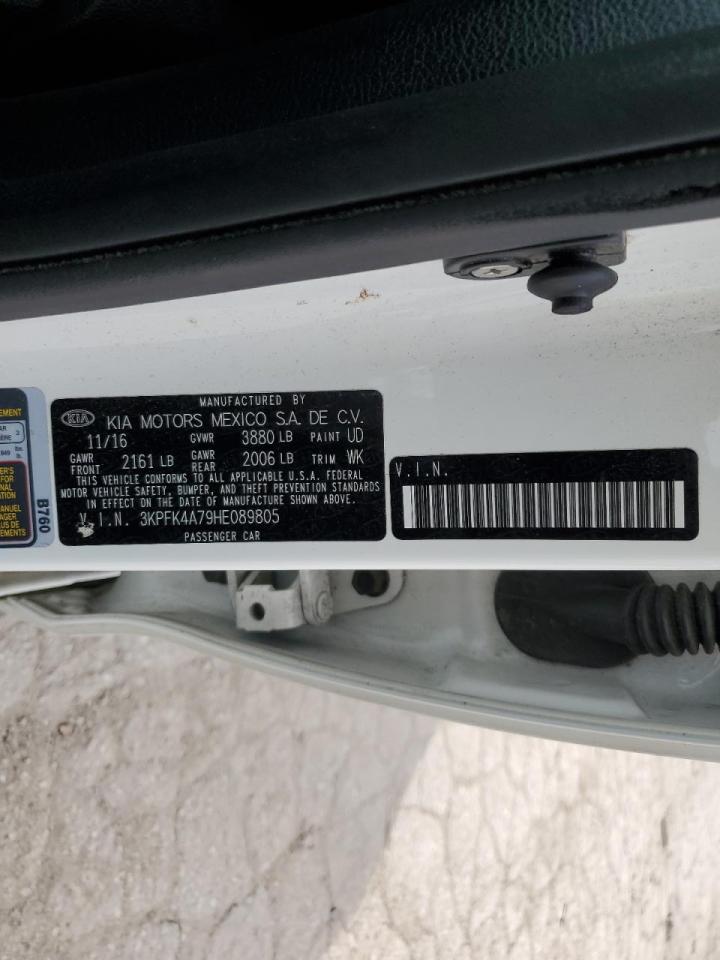 MANUFACTURED BY
KIA KIA MOTORS MEXICO S.A. DE C.V.
11/16 GVWR 3880 LB PAINT UD
GAWR FRONT 2161 LB GAWR REAR 2006 LB TRIM WK
THIS VEHICLE CONFORMS TO ALL APPLICABLE U.S.A. FEDERAL
MOTOR VEHICLE SAFETY, BUMPER, AND THEFT PREVENTION STANDARDS
IN EFFECT ON THE DATE OF MANUFACTURE SHOWN ABOVE.
V.I.N. 3KPFK4A79HE089805
PASSENGER CAR
V.I.N.
B760